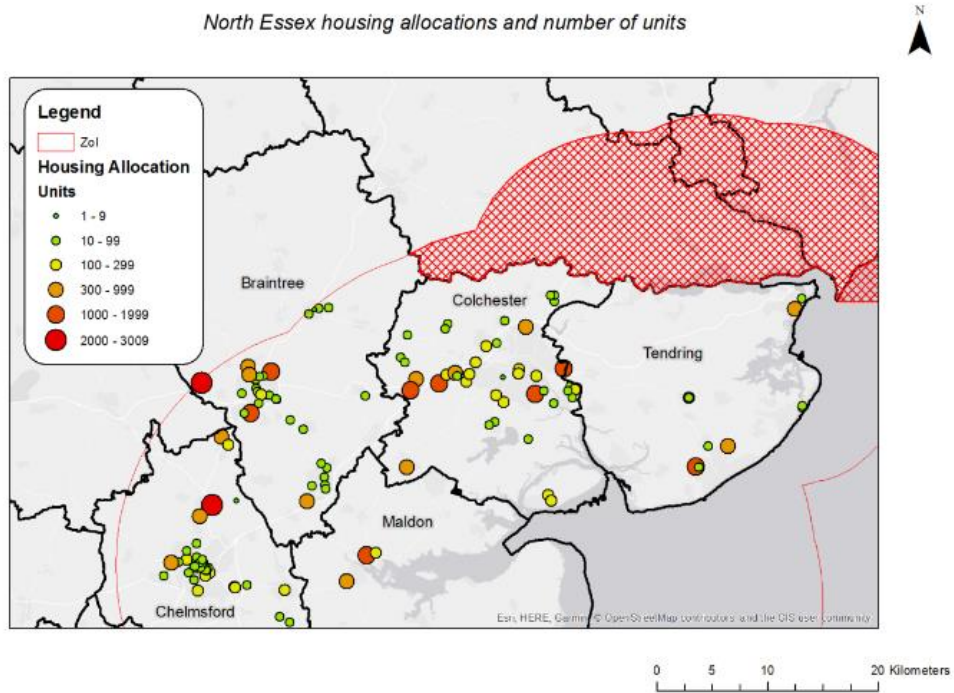 North Essex housing allocations and number of units
N
Legend
ZoI
Housing Allocation
Units
1 - 9
10 - 99
100 - 299
300 - 999
1000 - 1999
2000 - 3009
Braintree
Colchester
Tendring
Maldon
Chelmsford
Esri, HERE, Garmin, © OpenStreetMap contributors, and the GIS user community
0 5 10 20 Kilometers